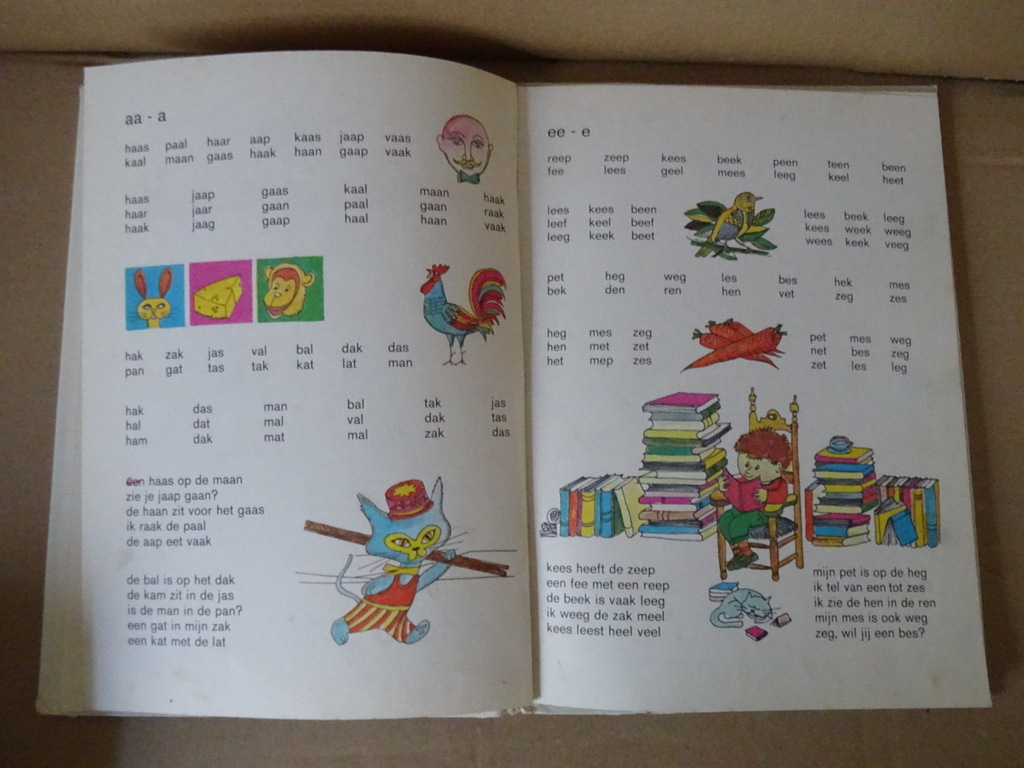 aa - a
haas paal haar aap kaas jaap vaas
kaal maan gaas haak haan gaap vaak
haas jaap gaas kaal maan haak
haar jaar gaan paal gaan raak
haak jaag gaap haal haan vaak
hak zak jas val bal dak das
pan gat tas tak kat lat man
hak das man bal tak jas
hal dat mal val dak tas
ham dak mat mal zak das
een haas op de maan
zie je jaap gaan?
de haan zit voor het gaas
ik raak de paal
de aap eet vaak
de bal is op het dak
de kam zit in de jas
is de man in de pan?
een gat in mijn zak
een kat met de lat
ee - e
reep zeep kees beek peen teen been
fee lees geel mees leeg keel heet
lees kees been
leef keel beef
leeg keek beet
lees beek leeg
kees week weeg
wees keek veeg
pet heg weg les bes hek mes
bek den ren hen vet zeg zes
heg mes zeg
hen met zet
het mep zes
pet mes weg
net bes zeg
zet les leg
kees heeft de zeep
een fee met een reep
de beek is vaak leeg
ik weeg de zak meel
kees leest heel veel
mijn pet is op de heg
ik tel van een tot zes
ik zie de hen in de ren
mijn mes is ook weg
zeg, wil jij een bes?